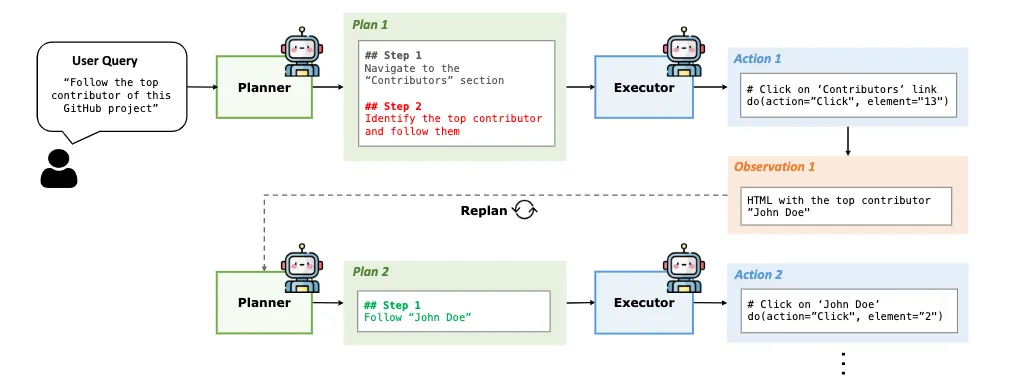 User Query
“Follow the top
contributor of this
GitHub project”
Planner
Plan 1
## Step 1
Navigate to the
“Contributors” section
## Step 2
Identify the top contributor
and follow them
Executor
Action 1
# Click on ‘Contributors’ link
do(action=”Click", element="13")
Observation 1
HTML with the top contributor
”John Doe"
Replan
Planner
Plan 2
## Step 1
Follow “John Doe”
Executor
Action 2
# Click on ‘John Doe’
do(action=”Click", element=”2")